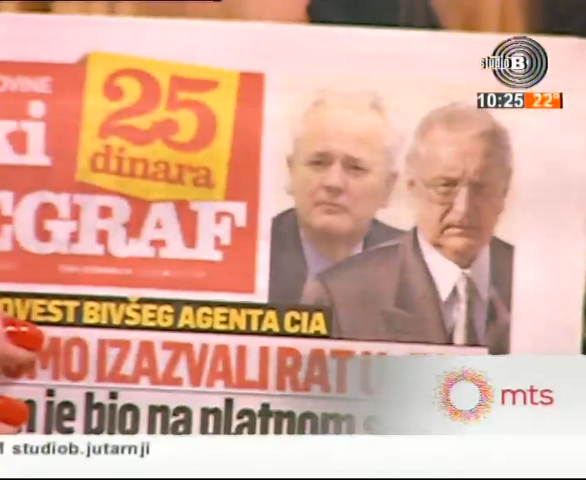 studio B
10:25 22°
OVINE
25
dinara
ki
EGRAF
OVEST BIVŠEG AGENTA CIA
MO IZAZVALI RAT U
n je bio na platnom s
mts
studiob.jutarnji